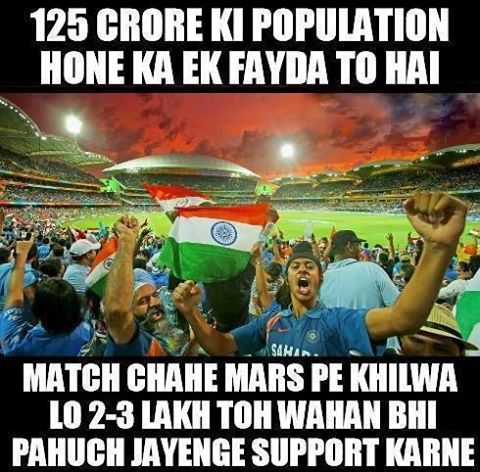 125 CRORE KI POPULATION
HONE KA EK FAYDA TO HAI
SAHARA
MATCH CHAHE MARS PE KHILWA
LO 2-3 LAKH TOH WAHAN BHI
PAHUCH JAYENGE SUPPORT KARNE